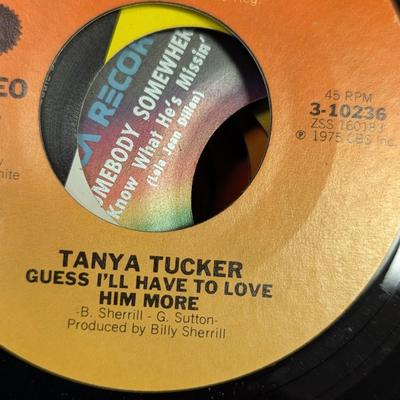 45 RPM
3-10236
ZSS 160183
℗ 1975 CBS Inc.
RECOR
OMEBODY SOMEWHER
Know What He's Missin'
(Lola Jean Dillon)
TANYA TUCKER
GUESS I'LL HAVE TO LOVE
HIM MORE
-B. Sherrill - G. Sutton-
Produced by Billy Sherrill